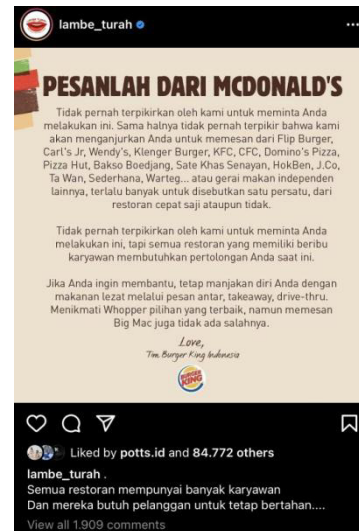 lambe_turah
PESANLAH DARI MCDONALD'S
Tidak pernah terpikirkan oleh kami untuk meminta Anda
melakukan ini. Sama halnya tidak pernah terpikir bahwa kami
akan menganjurkan Anda untuk memesan dari Flip Burger,
Carl's Jr, Wendy's, Klenger Burger, KFC, CFC, Domino's Pizza,
Pizza Hut, Bakso Boedjang, Sate Khas Senayan, HokBen, J.Co,
Ta Wan, Sederhana, Warteg... atau gerai makan independen
lainnya, terlalu banyak untuk disebutkan satu persatu, dari
restoran cepat saji ataupun tidak.
Tidak pernah terpikirkan oleh kami untuk meminta Anda
melakukan ini, tapi semua restoran yang memiliki beribu
karyawan membutuhkan pertolongan Anda saat ini.
Jika Anda ingin membantu, tetap manjakan diri Anda dengan
makanan lezat melalui pesan antar, takeaway, drive-thru.
Menikmati Whopper pilihan yang terbaik, namun memesan
Big Mac juga tidak ada salahnya.
Love,
Tim Burger King Indonesia
BURGER
KING
Liked by potts.id and 84.772 others
lambe_turah .
Semua restoran mempunyai banyak karyawan
Dan mereka butuh pelanggan untuk tetap bertahan....
View all 1.909 comments